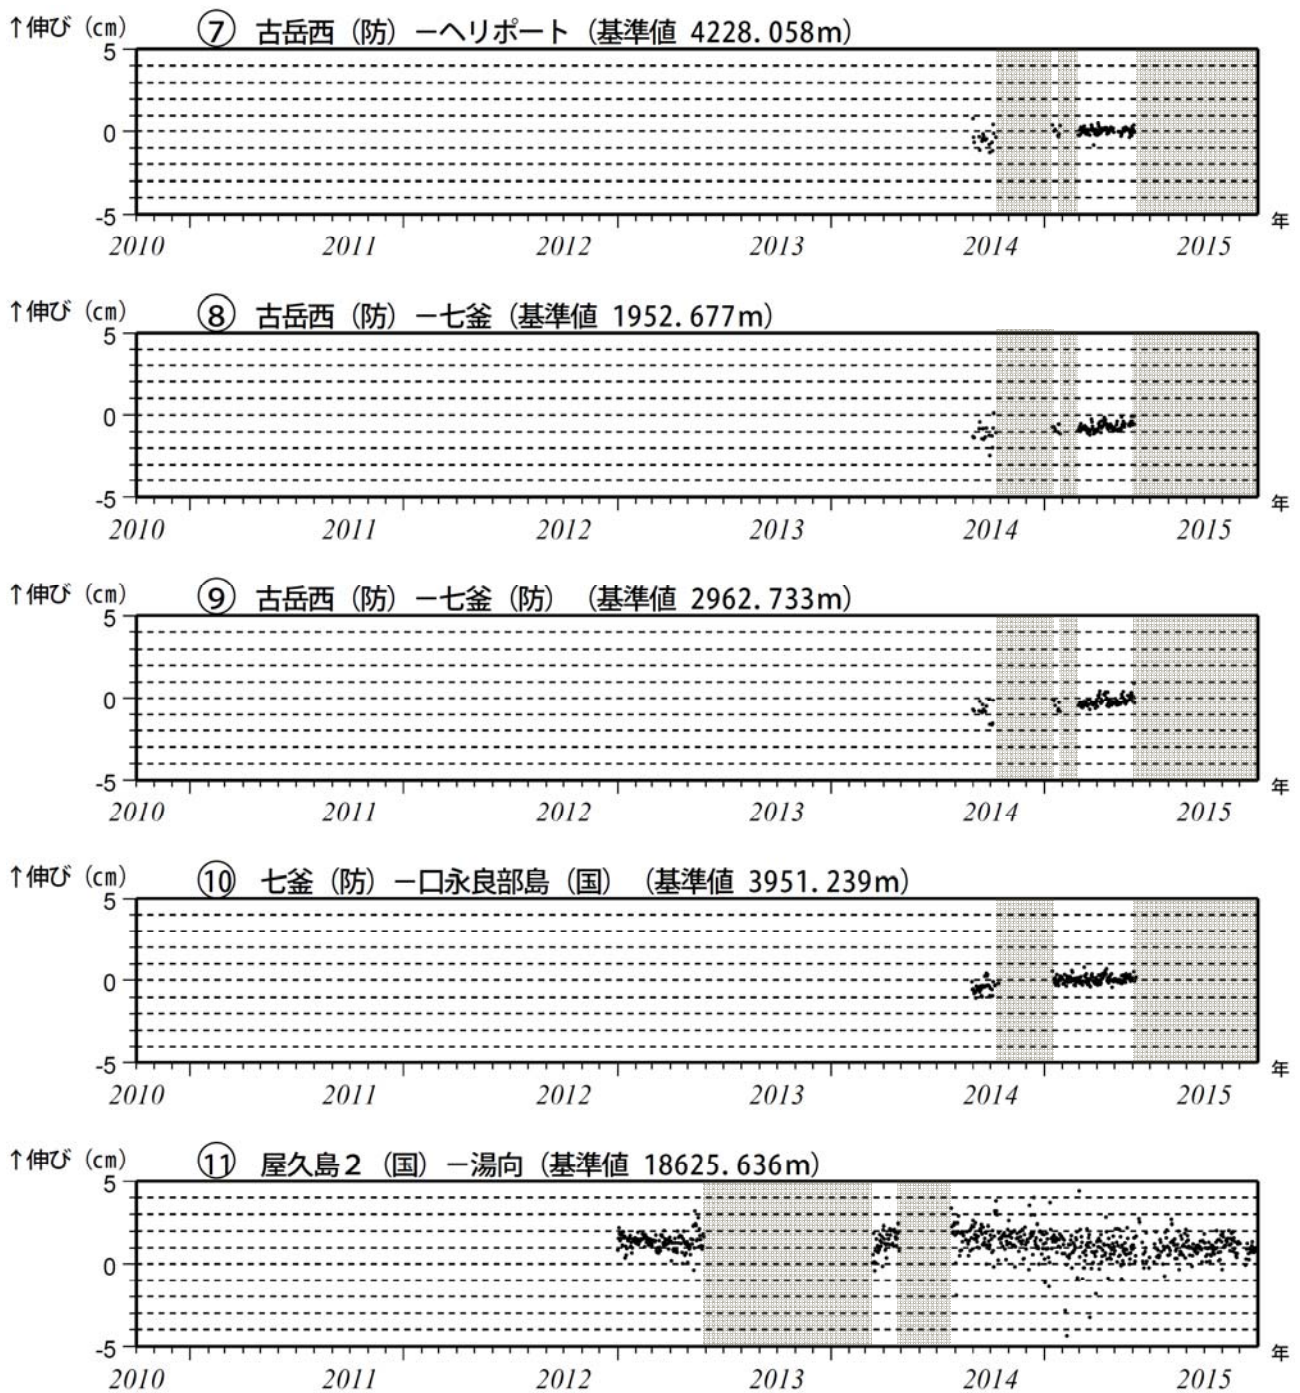 ↑伸び（cm） ⑦ 古岳西（防）－ヘリポート（基準値 4228.058m）
5
0
-5
年
2010 2011 2012 2013 2014 2015
↑伸び（cm） ⑧ 古岳西（防）－七釜（基準値 1952.677m）
5
0
-5
年
2010 2011 2012 2013 2014 2015
↑伸び（cm） ⑨ 古岳西（防）－七釜（防）（基準値 2962.733m）
5
0
-5
年
2010 2011 2012 2013 2014 2015
↑伸び（cm） ⑩ 七釜（防）－口永良部島（国）（基準値 3951.239m）
5
0
-5
年
2010 2011 2012 2013 2014 2015
↑伸び（cm） ⑪ 屋久島２（国）－湯向（基準値 18625.636m）
5
0
-5
年
2010 2011 2012 2013 2014 2015